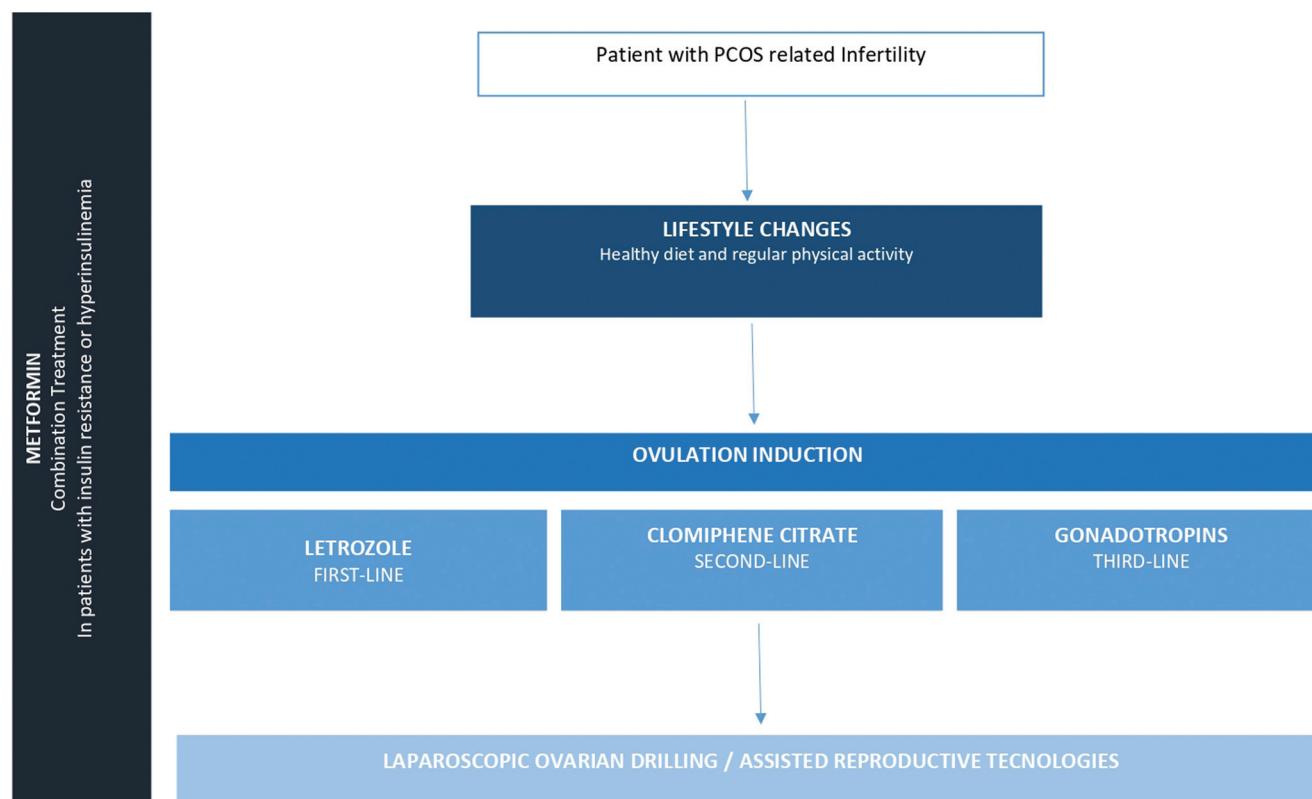 METFORMIN
Combination Treatment
In patients with insulin resistance or hyperinsulinemia
Patient with PCOS related Infertility
LIFESTYLE CHANGES
Healthy diet and regular physical activity
OVULATION INDUCTION
LETROZOLE
FIRST-LINE
CLOMIPHENE CITRATE
SECOND-LINE
GONADOTROPINS
THIRD-LINE
LAPAROSCOPIC OVARIAN DRILLING / ASSISTED REPRODUCTIVE TECNOLOGIES